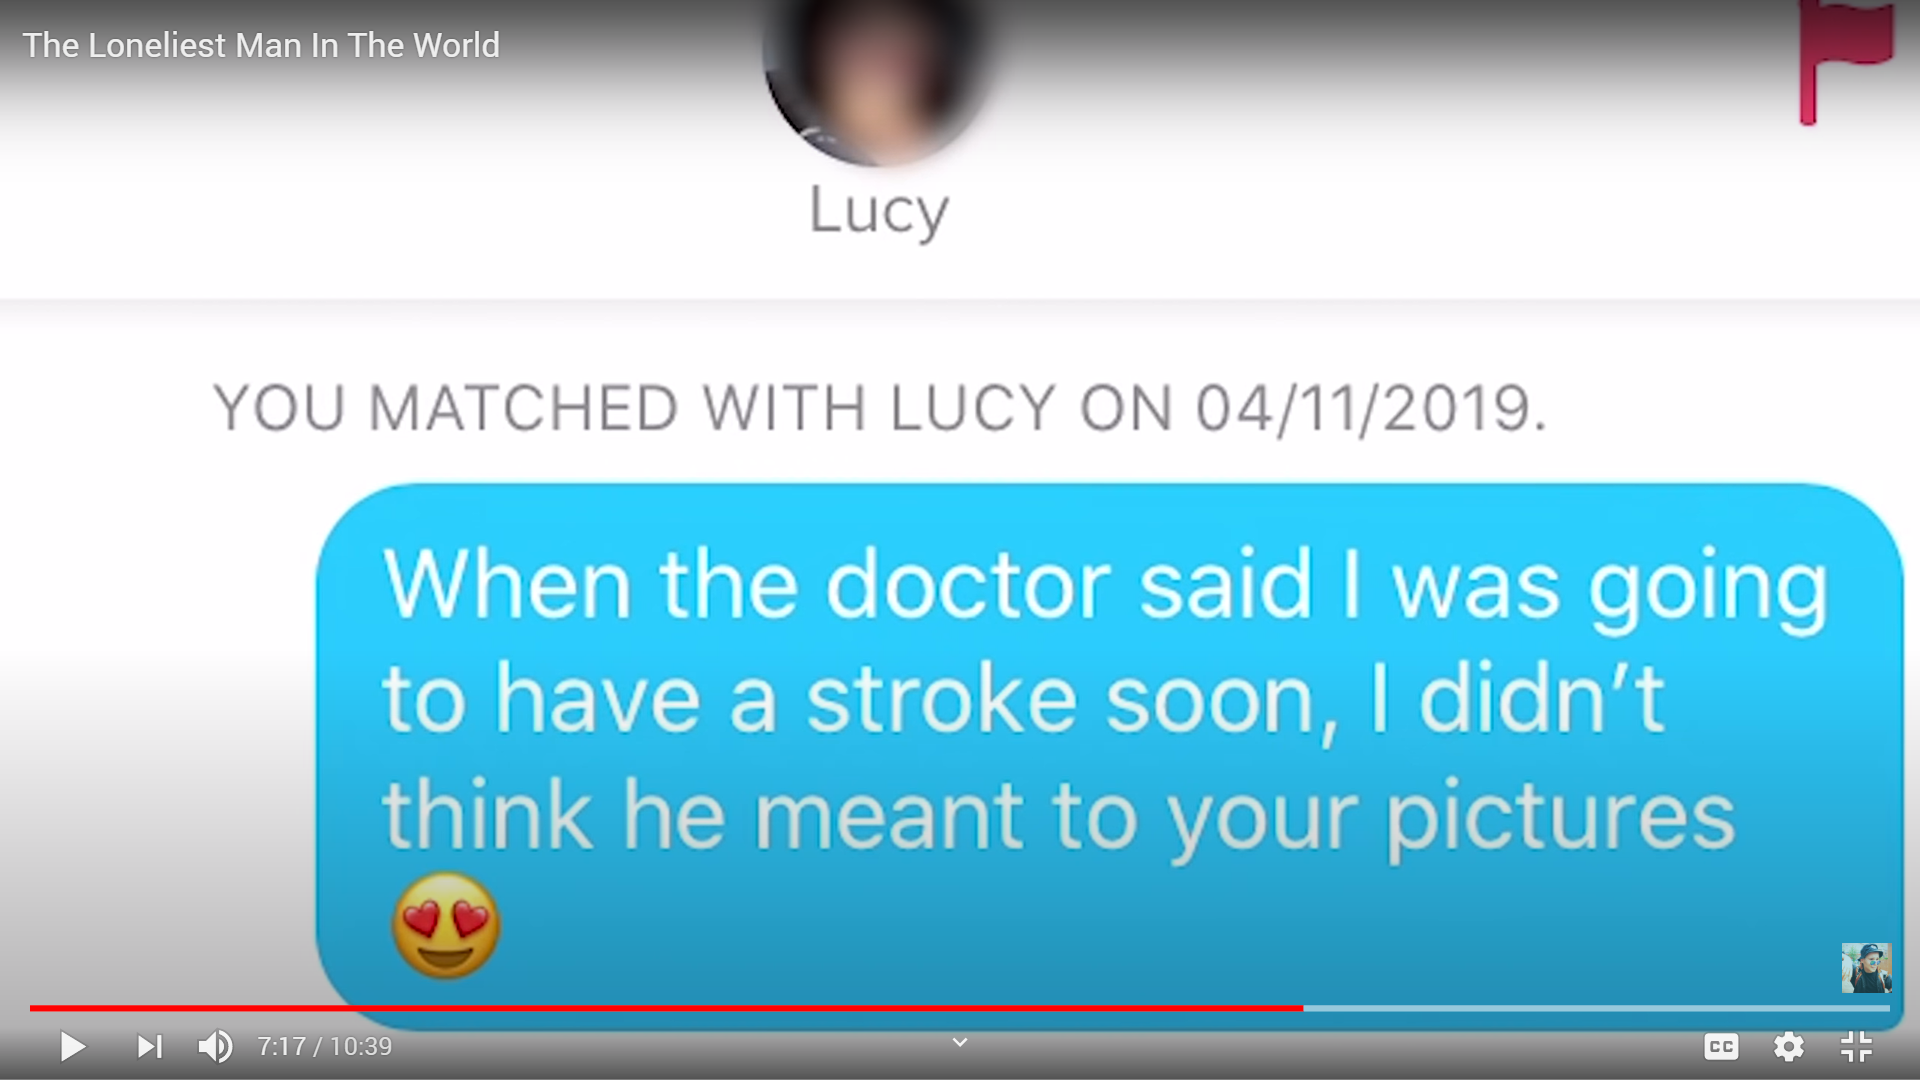 The Loneliest Man In The World
Lucy
YOU MATCHED WITH LUCY ON 04/11/2019.
When the doctor said I was going
to have a stroke soon, I didn’t
think he meant to your pictures
😍
7:17 / 10:39
CC